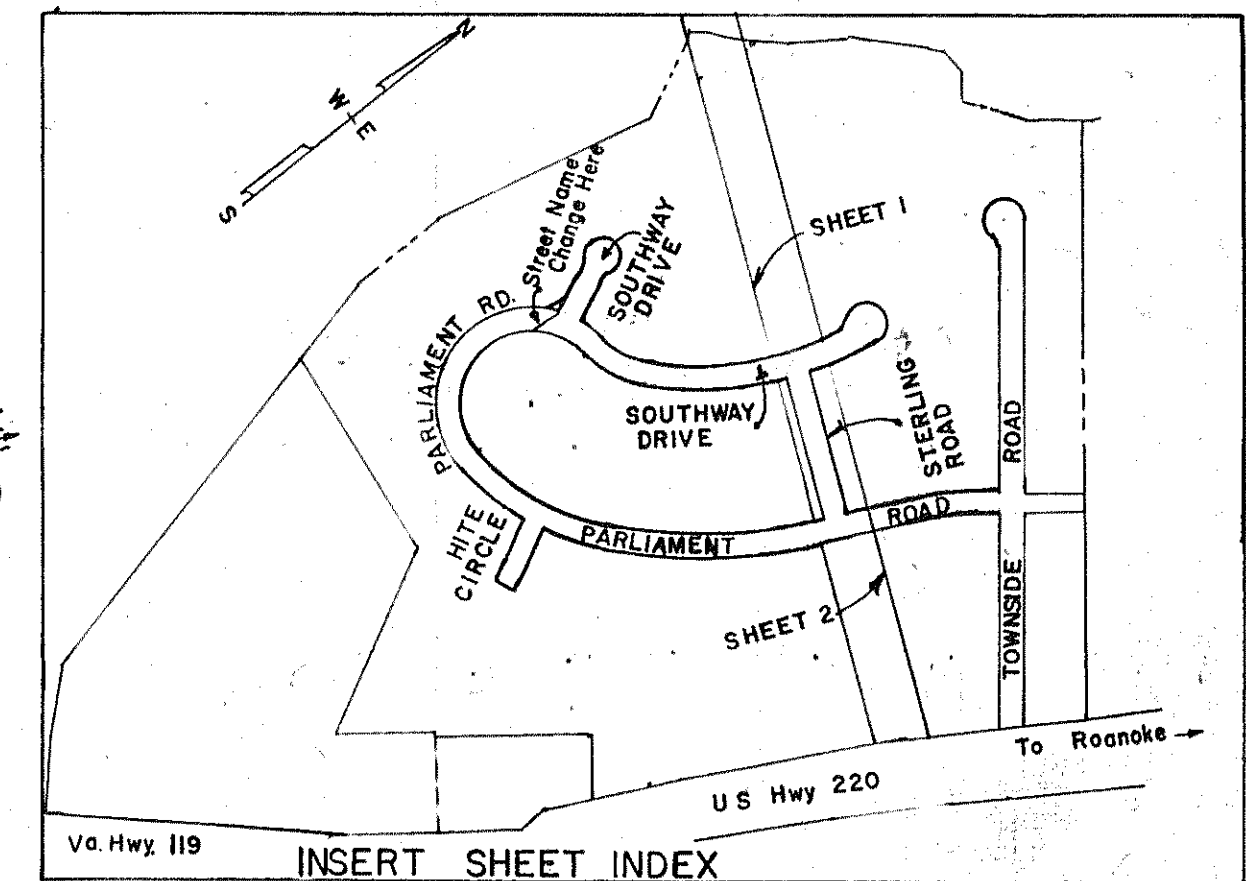 N
W
E
S
Street Name
Change Here
SOUTHWAY
DRIVE
SHEET 1
PARLIAMENT RD.
SOUTHWAY
DRIVE
STERLING
ROAD
ROAD
HITE
CIRCLE
PARLIAMENT
ROAD
TOWNSIDE
SHEET 2
To Roanoke
US Hwy 220
Va. Hwy. 119
INSERT SHEET INDEX